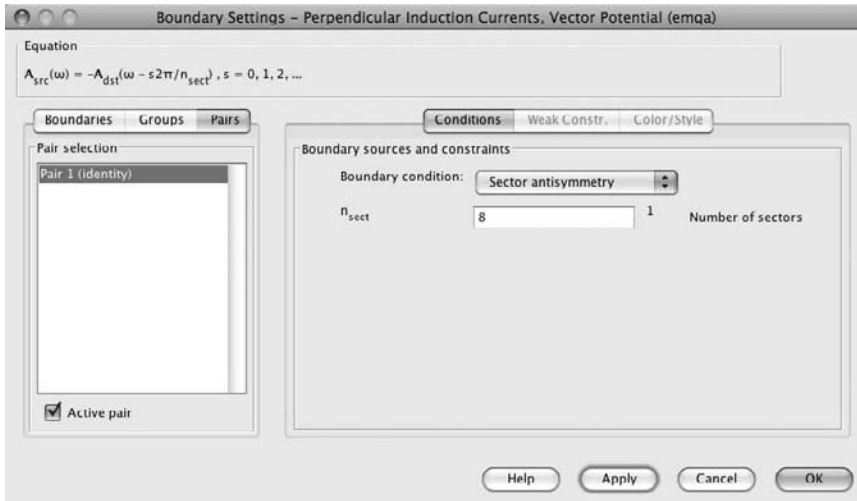 Boundary Settings – Perpendicular Induction Currents, Vector Potential (emqa)
Equation
A_src(ω) = –A_dst(ω – s2π/n_sect) , s = 0, 1, 2, ...
Boundaries Groups Pairs
Conditions Weak Constr. Color/Style
Pair selection
Boundary sources and constraints
Pair 1 (identity)
Boundary condition: Sector antisymmetry
n_sect 8 1 Number of sectors
Active pair
Help Apply Cancel OK